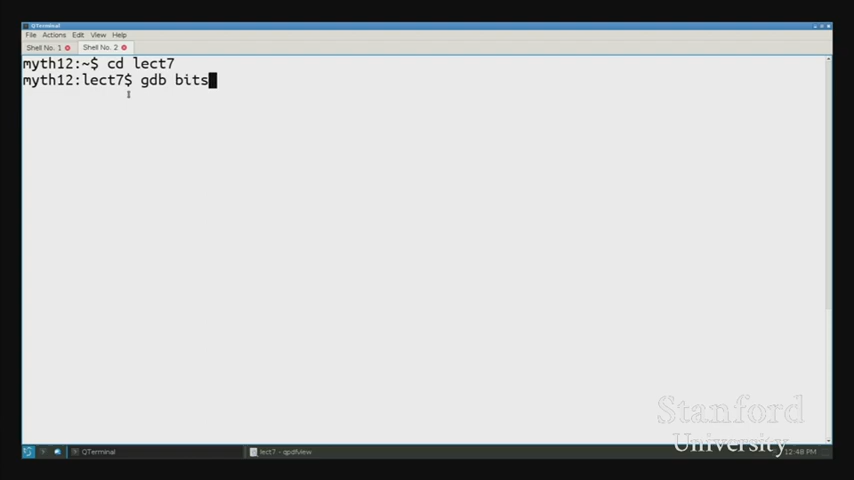 QTerminal
File Actions Edit View Help
Shell No. 1 Shell No. 2
myth12:~$ cd lect7
myth12:lect7$ gdb bits
Stanford
University
QTerminal lect7. - qpdfview 12:48 PM